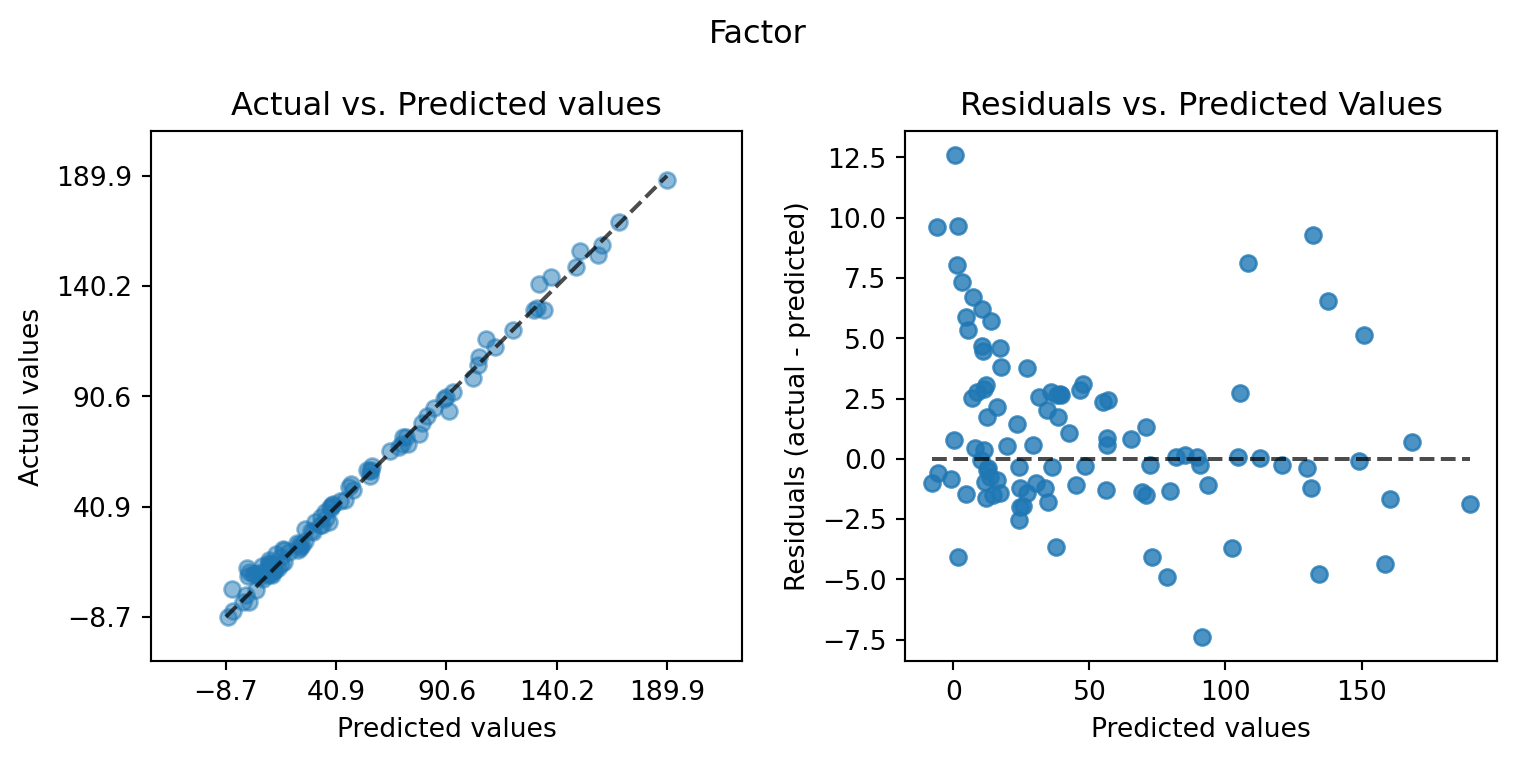 Factor
Actual vs. Predicted values
Actual values
189.9
140.2
90.6
40.9
−8.7
−8.7 40.9 90.6 140.2 189.9
Predicted values
Residuals vs. Predicted Values
Residuals (actual - predicted)
12.5
10.0
7.5
5.0
2.5
0.0
−2.5
−5.0
−7.5
0 50 100 150
Predicted values